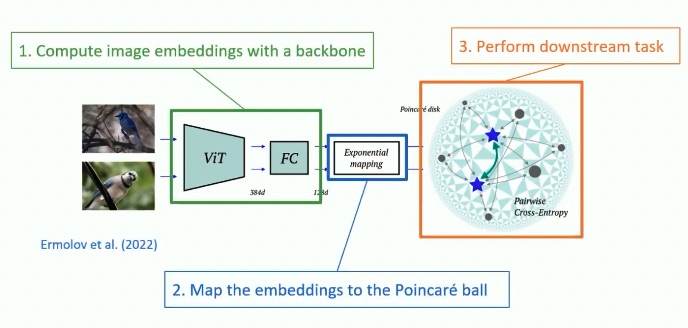 1. Compute image embeddings with a backbone
3. Perform downstream task
Poincaré disk
ViT
FC
Exponential
mapping
384d
128d
Pairwise
Cross-Entropy
Ermolov et al. (2022)
2. Map the embeddings to the Poincaré ball